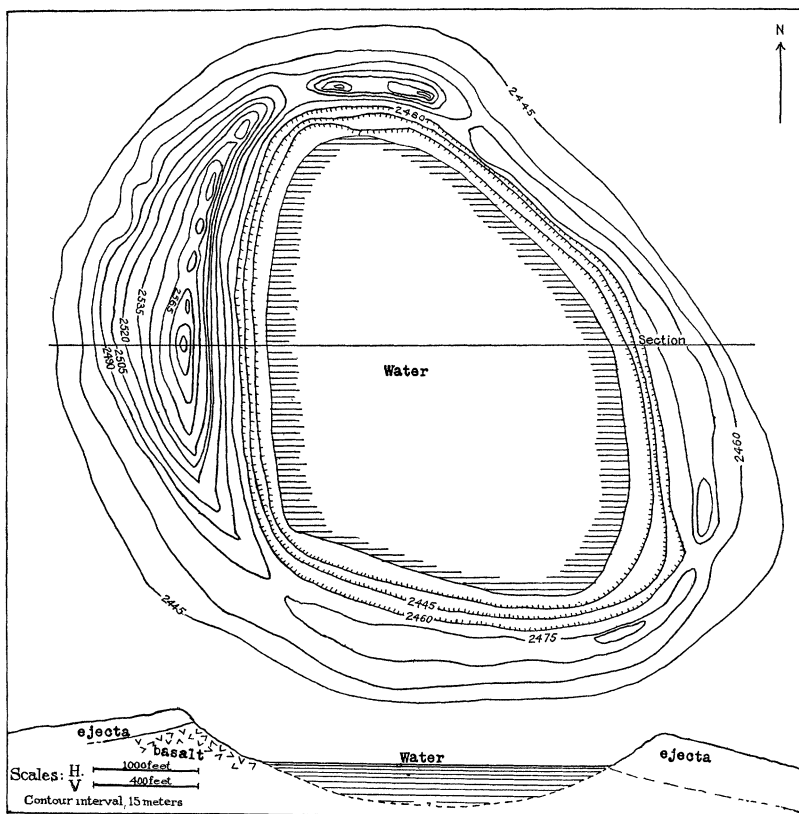 N
2445
2480
2565
2535
2520
2505
2490
Section
Water
2460
2445
2445
2460
2475
ejecta
basalt
Water
ejecta
Scales: H. 1000 feet
V 400 feet
Contour interval, 15 meters